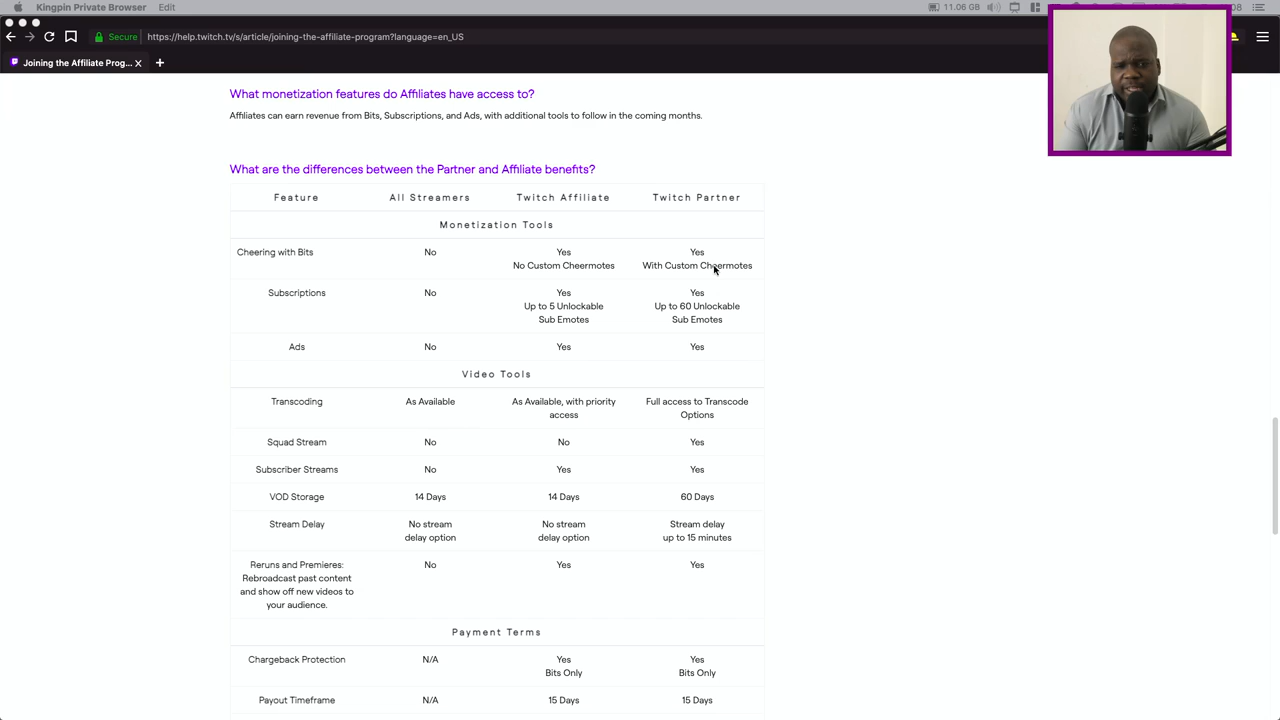 Kingpin Private Browser Edit 11.06 GB
Secure https://help.twitch.tv/s/article/joining-the-affiliate-program?language=en_US
Joining the Affiliate Prog...
What monetization features do Affiliates have access to?
Affiliates can earn revenue from Bits, Subscriptions, and Ads, with additional tools to follow in the coming months.
What are the differences between the Partner and Affiliate benefits?
Feature All Streamers Twitch Affiliate Twitch Partner
Monetization Tools
Cheering with Bits No Yes Yes
No Custom Cheermotes With Custom Cheermotes
Subscriptions No Yes Yes
Up to 5 Unlockable Up to 60 Unlockable
Sub Emotes Sub Emotes
Ads No Yes Yes
Video Tools
Transcoding As Available As Available, with priority Full access to Transcode
access Options
Squad Stream No No Yes
Subscriber Streams No Yes Yes
VOD Storage 14 Days 14 Days 60 Days
Stream Delay No stream No stream Stream delay
delay option delay option up to 15 minutes
Reruns and Premieres: No Yes Yes
Rebroadcast past content
and show off new videos to
your audience.
Payment Terms
Chargeback Protection N/A Yes Yes
Bits Only Bits Only
Payout Timeframe N/A 15 Days 15 Days